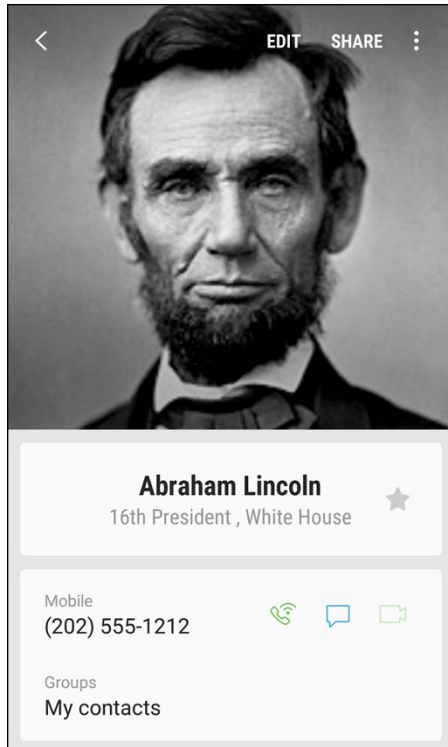 EDIT SHARE
Abraham Lincoln
16th President , White House
Mobile
(202) 555-1212
Groups
My contacts